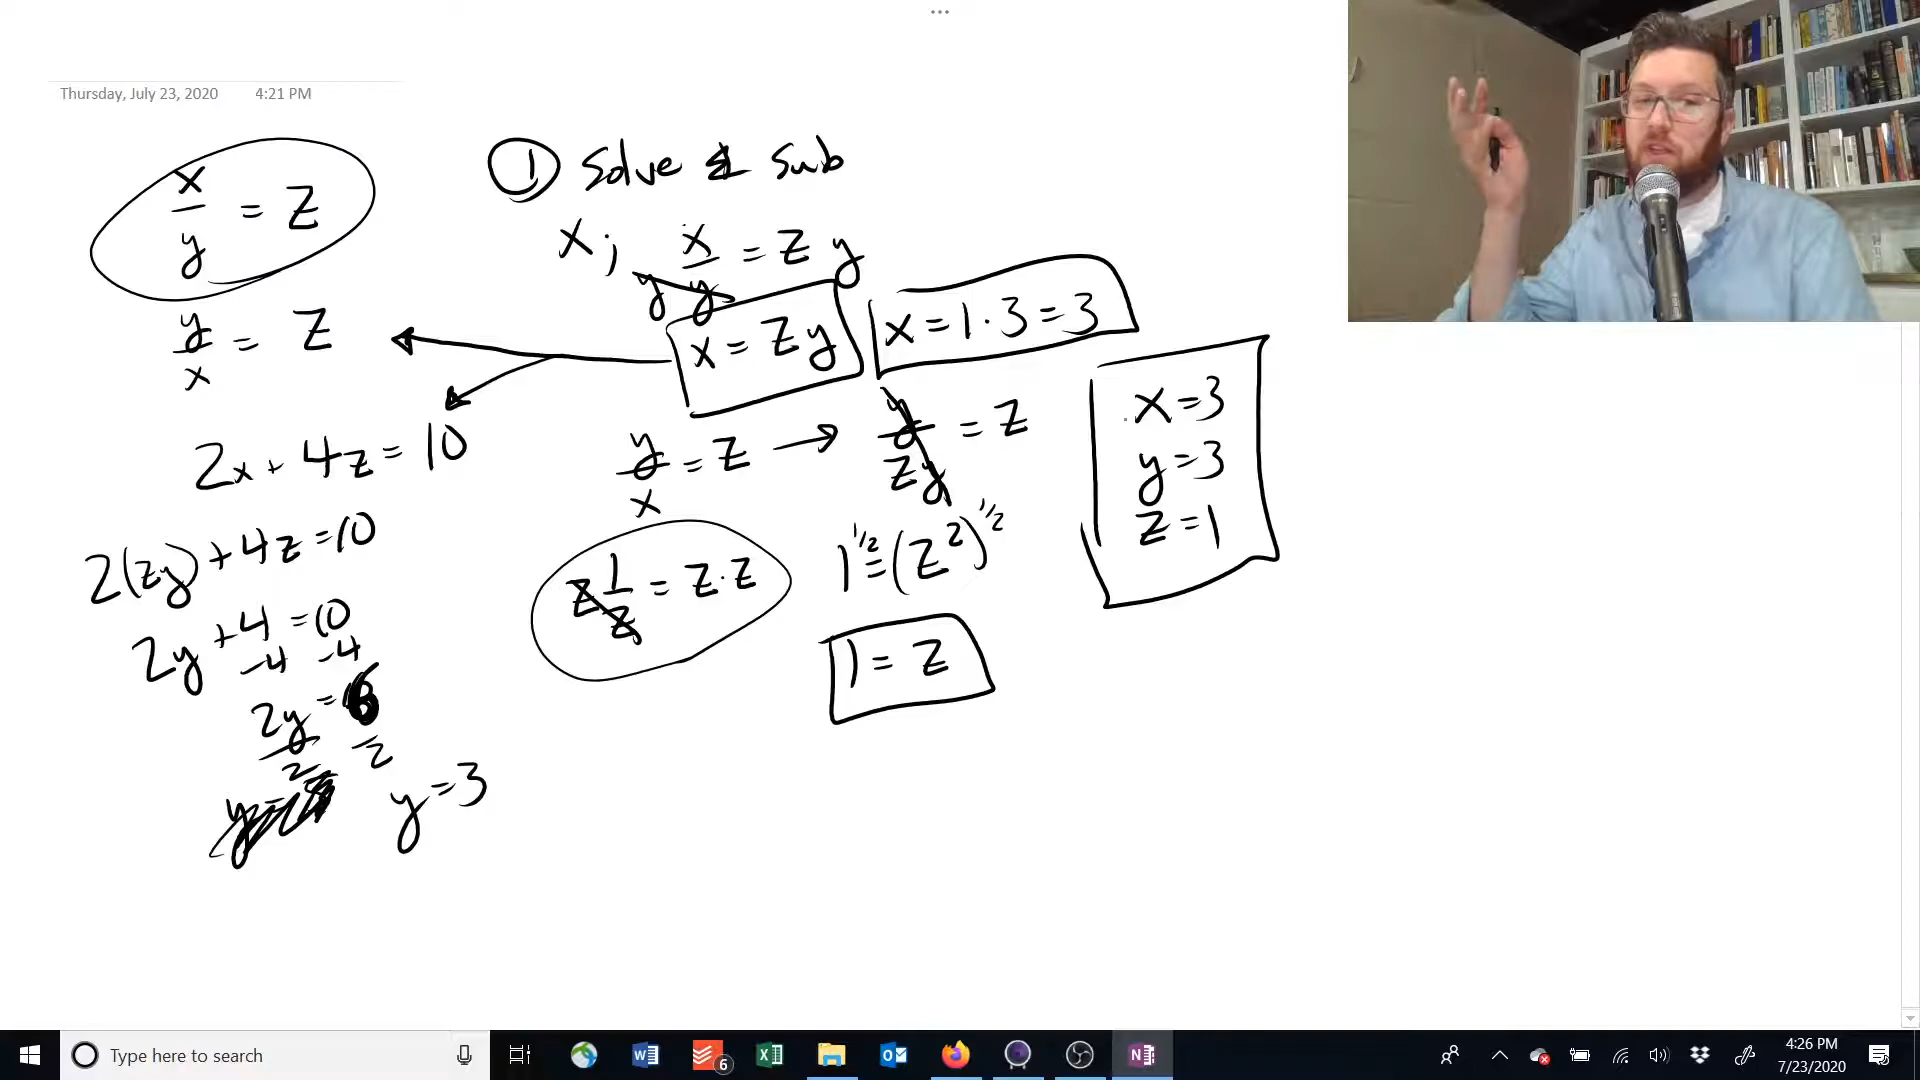 Thursday, July 23, 2020 4:21 PM
x/y = z
y/x = z
2x + 4z = 10
2(zy) + 4z = 10
2y + 4 = 10
-4 -4
2y/2 = 6/2
y = 3
① Solve & Sub
x; y x/y = z y
x = zy
x = 1 · 3 = 3
y/x = z → y/zy = z
z 1/z = z · z
1^1/2 = (z^2)^1/2
1 = z
x = 3
y = 3
z = 1
Type here to search
6
4:26 PM
7/23/2020